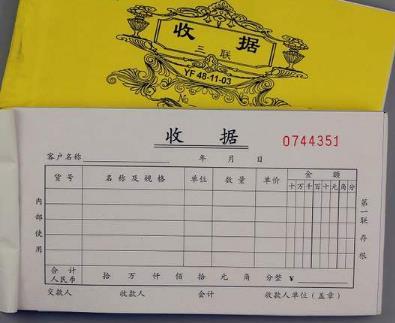 收据
三联
YF 48-11-03
收据
0744351
客户名称 年 月 日
货号 名称及规格 单位 数量 单价 金额
十 万 千 百 十 元 角 分
内部使用
第一联 存根
合计人民币 拾 万 仟 佰 拾 元 角 分整 ¥
交款人 收款人 会计 收款人单位（盖章）